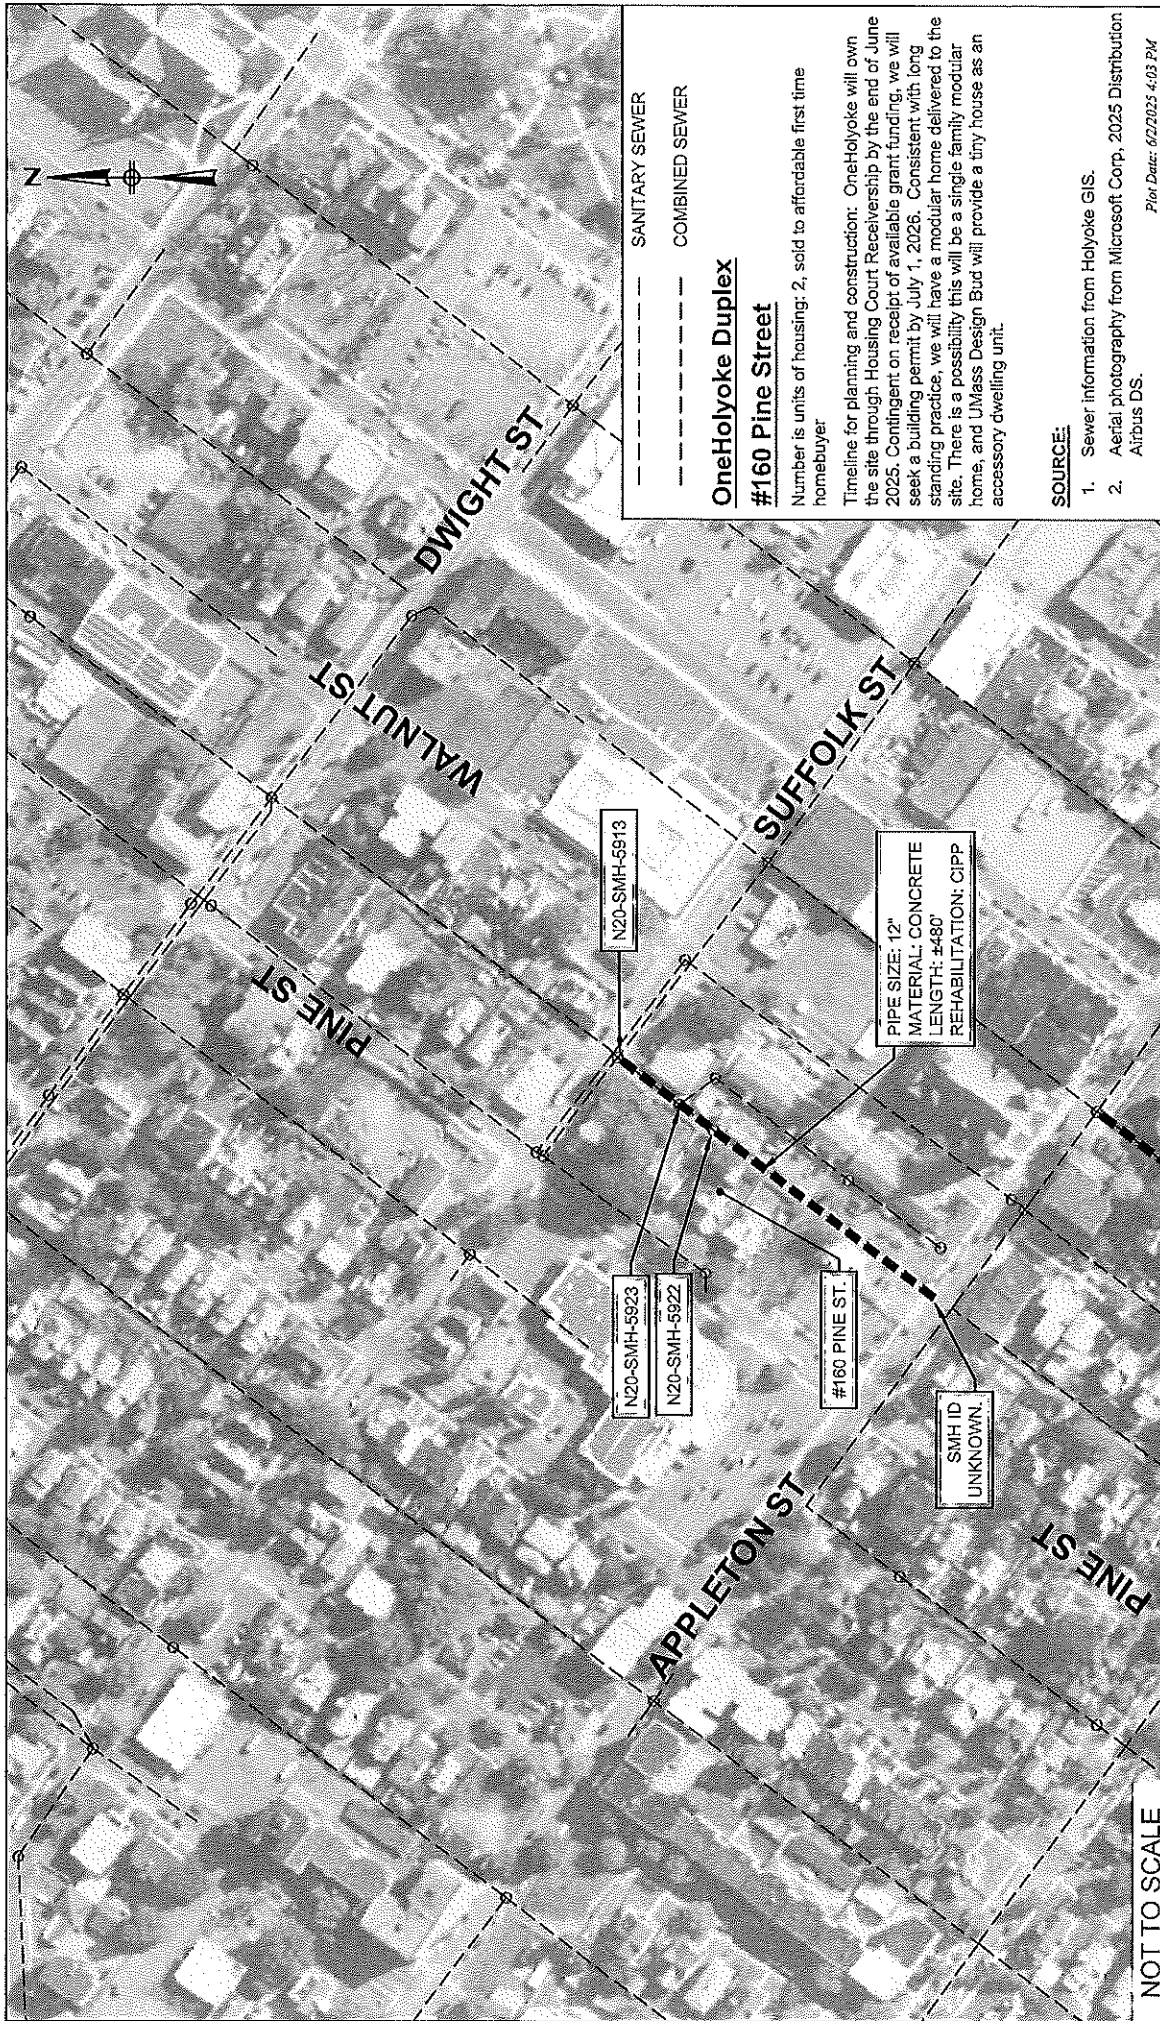 N
SANITARY SEWER
COMBINED SEWER
OneHolyoke Duplex
#160 Pine Street
Number is units of housing: 2, sold to affordable first time
homebuyer
Timeline for planning and construction: OneHolyoke will own
the site through Housing Court Receivership by the end of June
2025. Contingent on receipt of available grant funding, we will
seek a building permit by July 1, 2026. Consistent with long
standing practice, we will have a modular home delivered to the
site. There is a possibility this will be a single family modular
home, and UMass Design Bud will provide a tiny house as an
accessory dwelling unit.
SOURCE:
1. Sewer information from Holyoke GIS.
2. Aerial photography from Microsoft Corp, 2025 Distribution
Airbus DS.
Plot Date: 6/2/2025 4:03 PM
DWIGHT ST
WALNUT ST
SUFFOLK ST
PINE ST
N20-SMH-5913
PIPE SIZE: 12"
MATERIAL: CONCRETE
LENGTH: ±480'
REHABILITATION: CIPP
N20-SMH-5923
N20-SMH-5922
#160 PINE ST.
SMH ID
UNKNOWN.
APPLETON ST
PINE ST
NOT TO SCALE